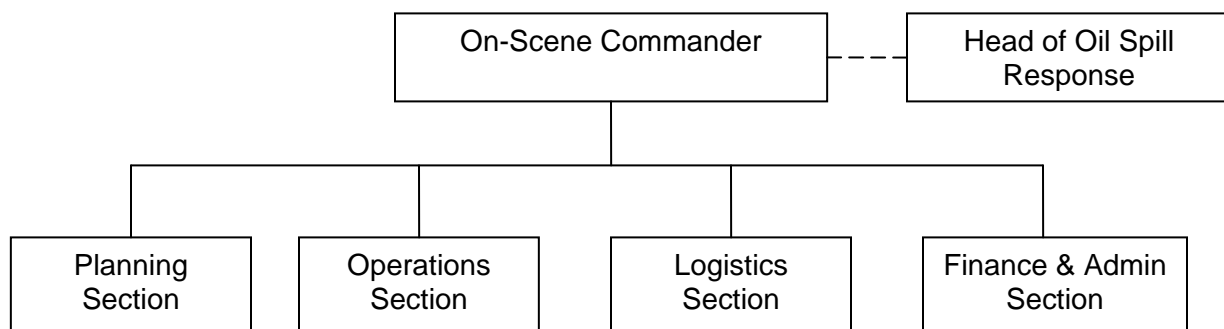 On-Scene Commander
Head of Oil Spill
Response
Planning
Section
Operations
Section
Logistics
Section
Finance & Admin
Section